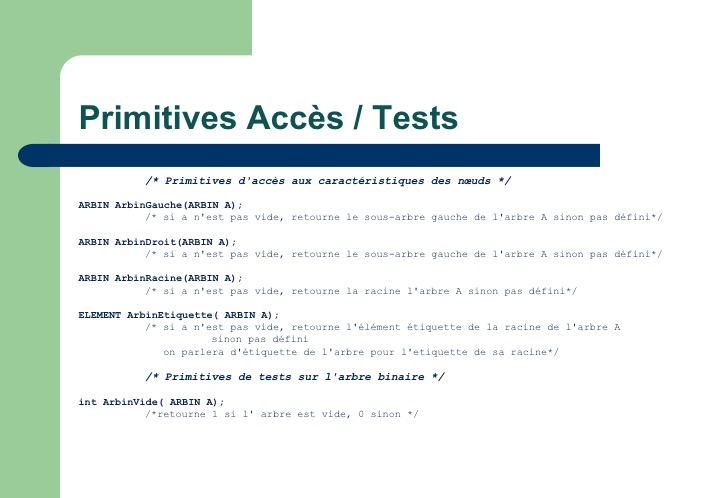 Primitives Accès / Tests
/* Primitives d'accès aux caractéristiques des nœuds */
ARBIN ArbinGauche(ARBIN A);
/* si a n'est pas vide, retourne le sous-arbre gauche de l'arbre A sinon pas défini*/
ARBIN ArbinDroit(ARBIN A);
/* si a n'est pas vide, retourne le sous-arbre gauche de l'arbre A sinon pas défini*/
ARBIN ArbinRacine(ARBIN A);
/* si a n'est pas vide, retourne la racine l'arbre A sinon pas défini*/
ELEMENT ArbinEtiquette( ARBIN A);
/* si a n'est pas vide, retourne l'élément étiquette de la racine de l'arbre A
sinon pas défini
on parlera d'étiquette de l'arbre pour l'etiquette de sa racine*/
/* Primitives de tests sur l'arbre binaire */
int ArbinVide( ARBIN A);
/*retourne 1 si l' arbre est vide, 0 sinon */